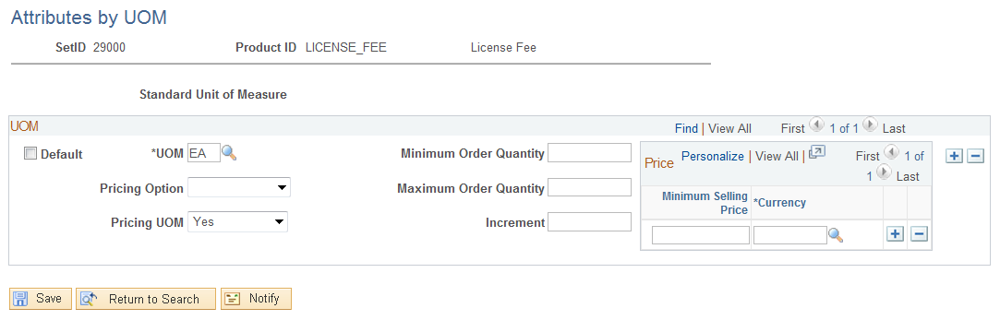 Attributes by UOM
SetID 29000 Product ID LICENSE_FEE License Fee
Standard Unit of Measure
UOM Find | View All First 1 of 1 Last
Default *UOM EA Minimum Order Quantity
Pricing Option Maximum Order Quantity
Pricing UOM Yes Increment
Price Personalize | View All | First 1 of
1 Last
Minimum Selling
Price *Currency
Save Return to Search Notify